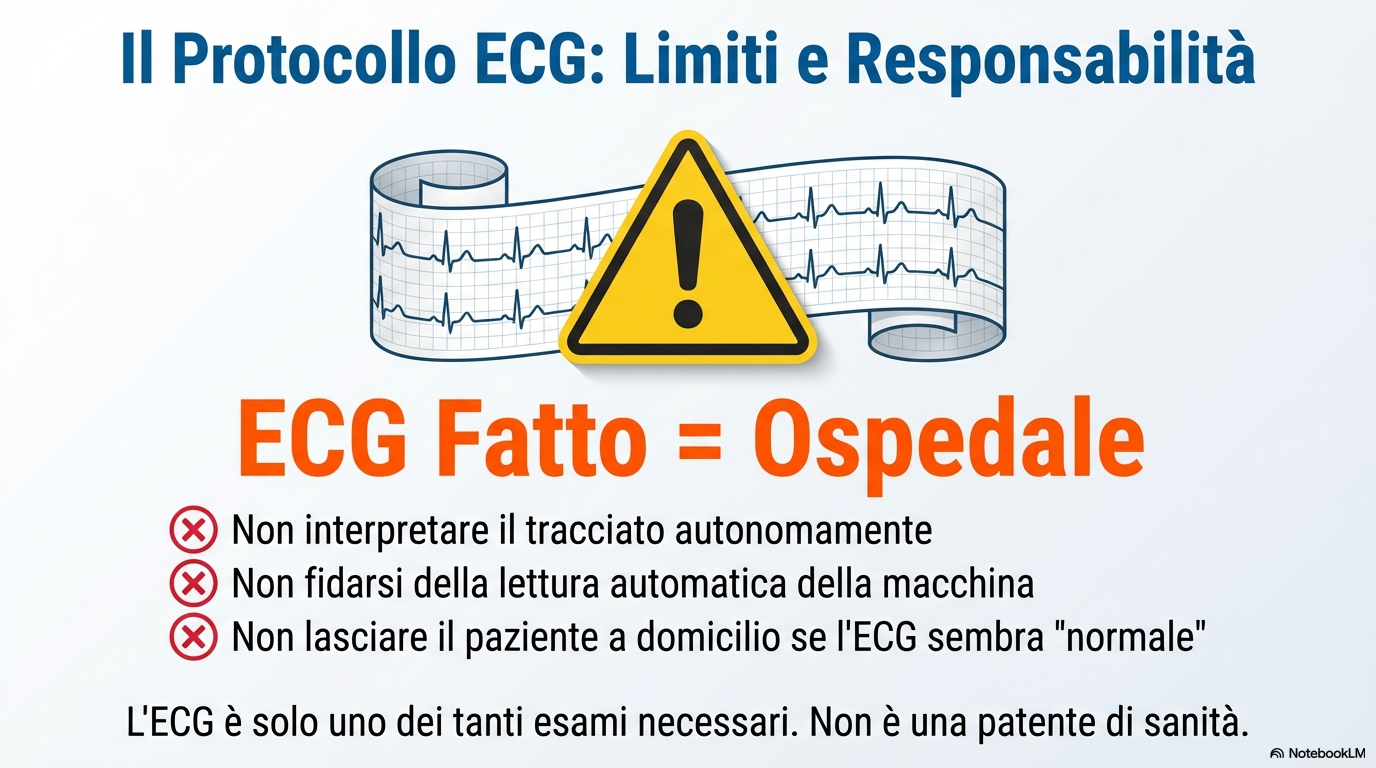 Il Protocollo ECG: Limiti e Responsabilità
ECG Fatto = Ospedale
Non interpretare il tracciato autonomamente
Non fidarsi della lettura automatica della macchina
Non lasciare il paziente a domicilio se l'ECG sembra "normale"
L'ECG è solo uno dei tanti esami necessari. Non è una patente di sanità.
NotebookLM